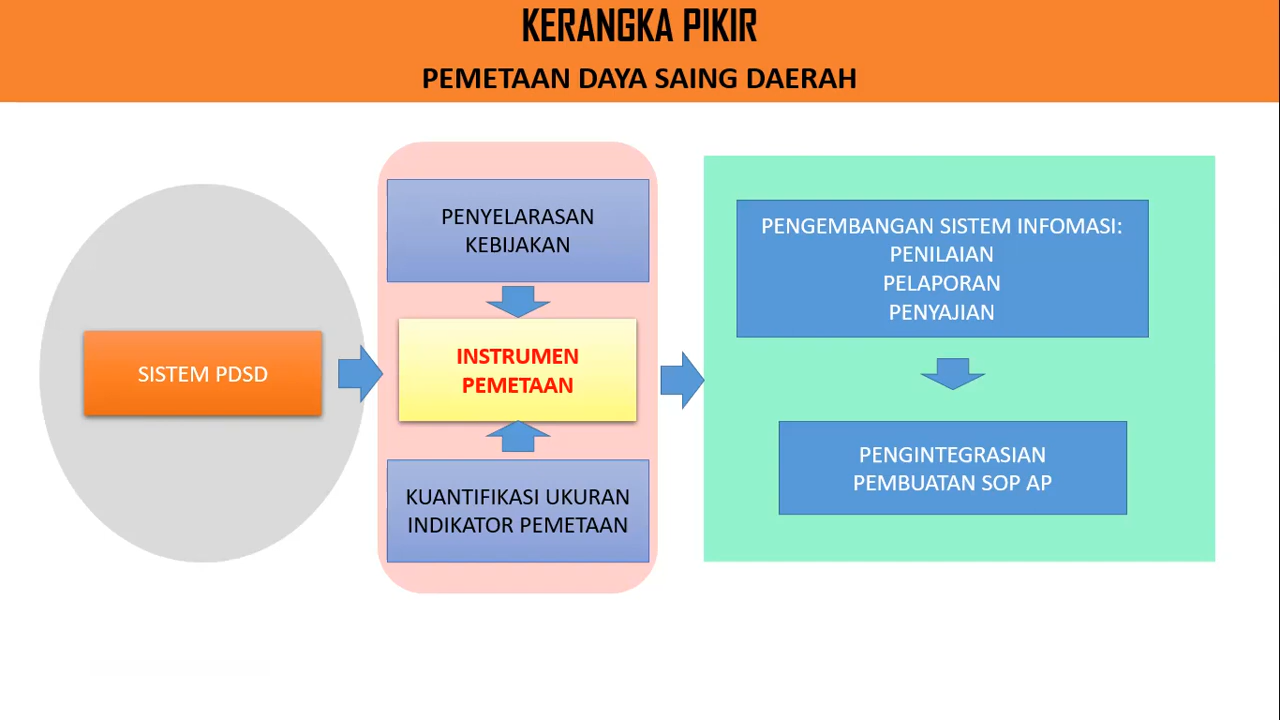 KERANGKA PIKIR
PEMETAAN DAYA SAING DAERAH
SISTEM PDSD
PENYELARASAN
KEBIJAKAN
INSTRUMEN
PEMETAAN
KUANTIFIKASI UKURAN
INDIKATOR PEMETAAN
PENGEMBANGAN SISTEM INFOMASI:
PENILAIAN
PELAPORAN
PENYAJIAN
PENGINTEGRASIAN
PEMBUATAN SOP AP